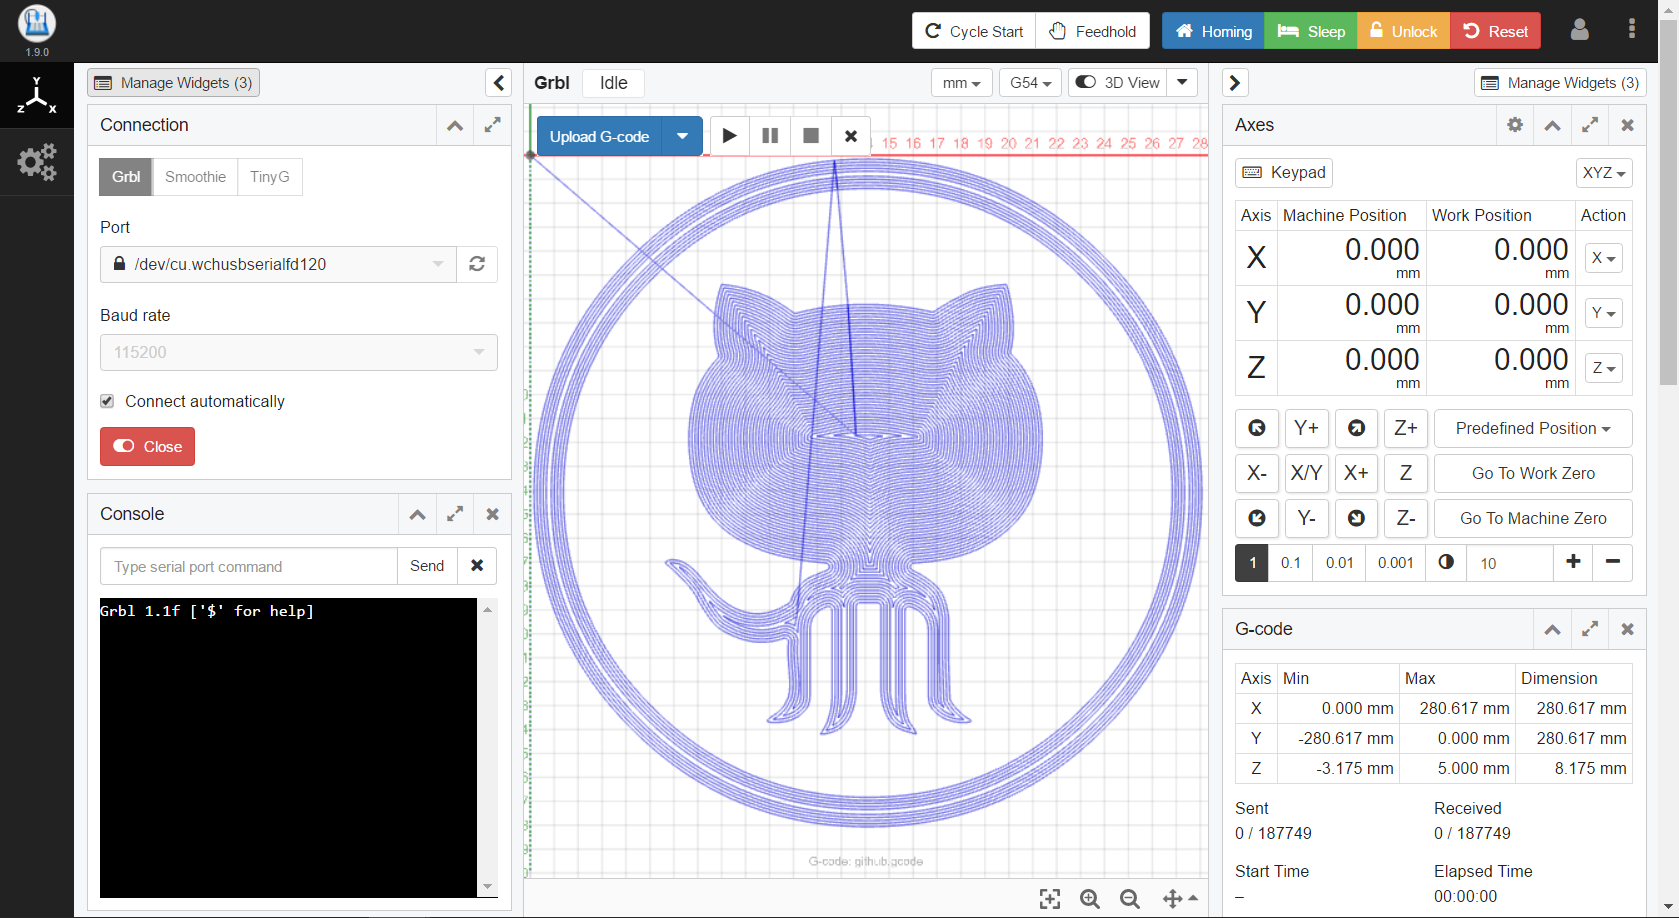 1.9.0
Cycle Start
Feedhold
Homing
Sleep
Unlock
Reset
Y
Z X
Manage Widgets (3)
Connection
Grbl
Smoothie
TinyG
Port
/dev/cu.wchusbserialfd120
Baud rate
115200
Connect automatically
Close
Console
Type serial port command
Send
Grbl 1.1f ['$' for help]
Grbl
Idle
mm
G54
3D View
Upload G-code
15 16 17 18 19 20 21 22 23 24 25 26 27 28
G-code: github.gcode
Manage Widgets (3)
Axes
Keypad
XYZ
Axis Machine Position Work Position Action
X 0.000 mm 0.000 mm X
Y 0.000 mm 0.000 mm Y
Z 0.000 mm 0.000 mm Z
Y+ Z+ Predefined Position
X- X/Y X+ Z Go To Work Zero
Y- Z- Go To Machine Zero
1 0.1 0.01 0.001 10
G-code
Axis Min Max Dimension
X 0.000 mm 280.617 mm 280.617 mm
Y -280.617 mm 0.000 mm 280.617 mm
Z -3.175 mm 5.000 mm 8.175 mm
Sent Received
0 / 187749 0 / 187749
Start Time Elapsed Time
– 00:00:00